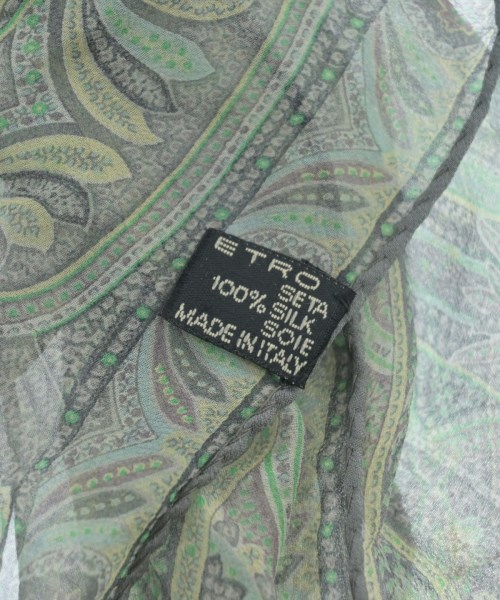 ETRO
SETA
100% SILK
SOIE
MADE IN ITALY